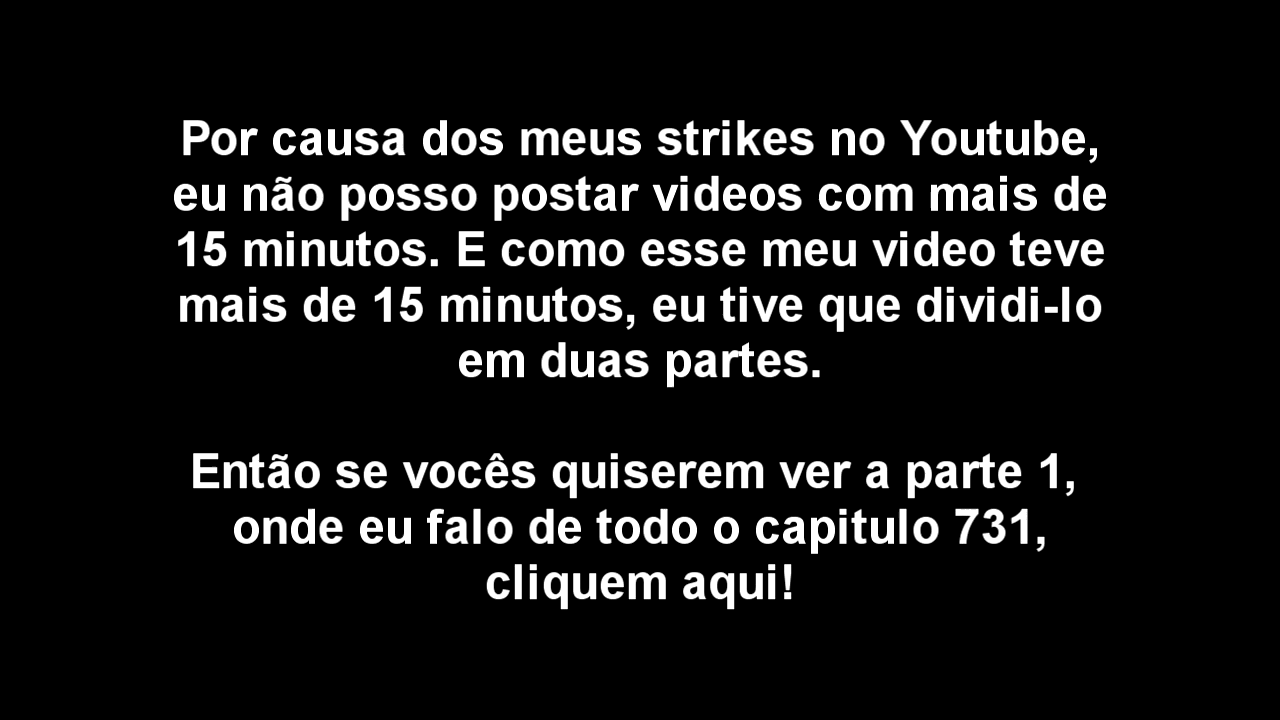 Por causa dos meus strikes no Youtube,
eu não posso postar videos com mais de
15 minutos. E como esse meu video teve
mais de 15 minutos, eu tive que dividi-lo
em duas partes.
Então se vocês quiserem ver a parte 1,
onde eu falo de todo o capitulo 731,
cliquem aqui!